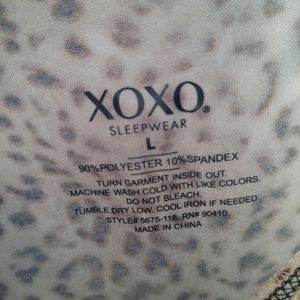 XOXO®
SLEEPWEAR
L
90%POLYESTER 10%SPANDEX
TURN GARMENT INSIDE OUT.
MACHINE WASH COLD WITH LIKE COLORS.
DO NOT BLEACH.
TUMBLE DRY LOW. COOL IRON IF NEEDED
STYLE# 5675-118 RN# 90410
MADE IN CHINA